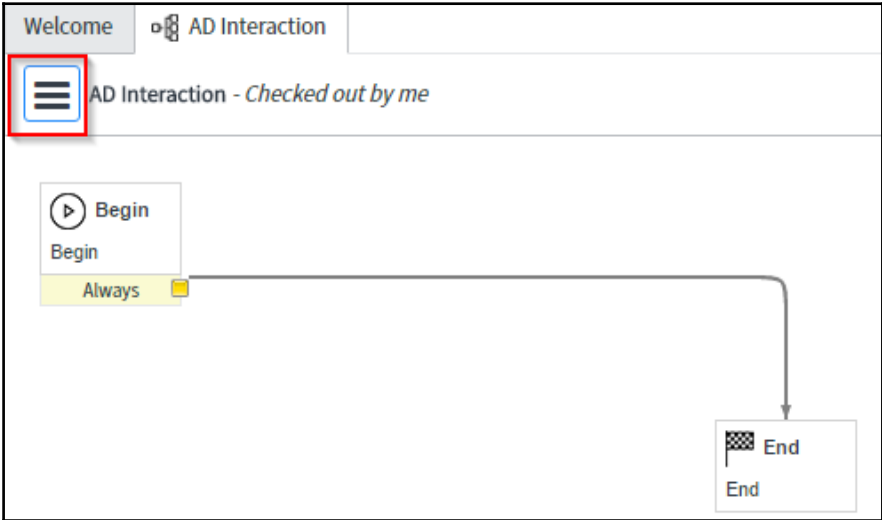 Welcome
AD Interaction
AD Interaction - Checked out by me
Begin
Begin
Always
End
End